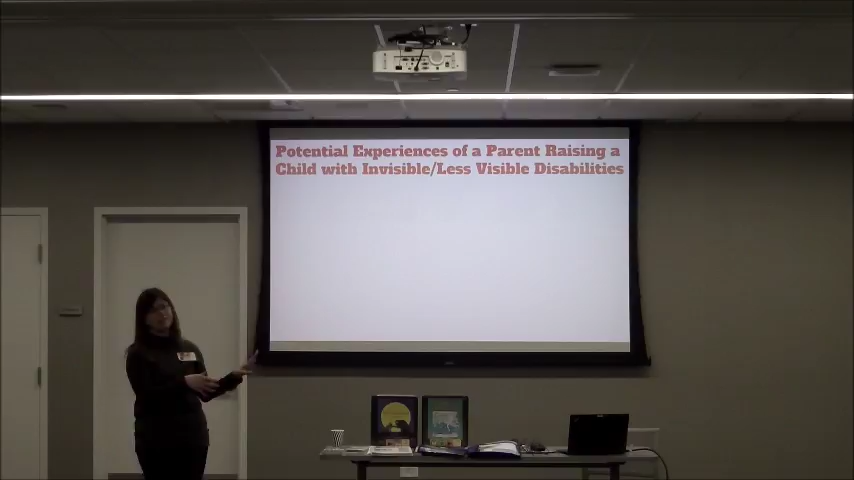 Potential Experiences of a Parent Raising a
Child with Invisible/Less Visible Disabilities